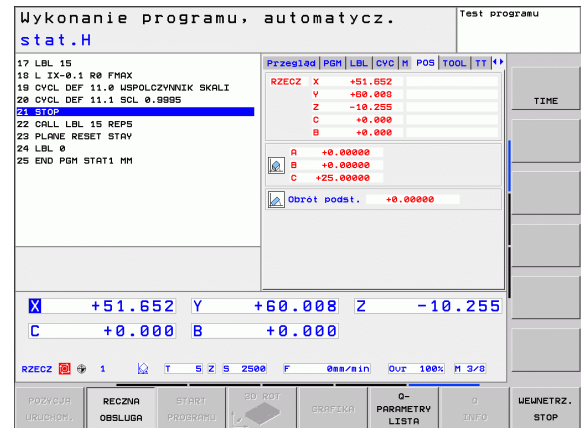 Wykonanie programu, automatycz.
Test programu
stat.H
17 LBL 15
18 L IX-0.1 R0 FMAX
19 CYCL DEF 11.0 WSPOLCZYNNIK SKALI
20 CYCL DEF 11.1 SCL 0.9995
21 STOP
22 CALL LBL 15 REP5
23 PLANE RESET STAY
24 LBL 0
25 END PGM STAT1 MM
Przeglad PGM LBL CYC M POS TOOL TT
RZECZ X +51.652
Y +60.008
Z -10.255
C +0.000
B +0.000
A +0.00000
B +0.00000
C +25.00000
Obrót podst. +0.00000
TIME
X +51.652 Y +60.008 Z -10.255
C +0.000 B +0.000
RZECZ 1 T 5 Z S 2500 F 0mm/min Ovr 100% M 3/8
POZYCJA URUCHOM.
RECZNA OBSLUGA
START PROGRAMU
3D ROT
GRAFIKA
Q-PARAMETRY LISTA
Q INFO
WEWNETRZ. STOP